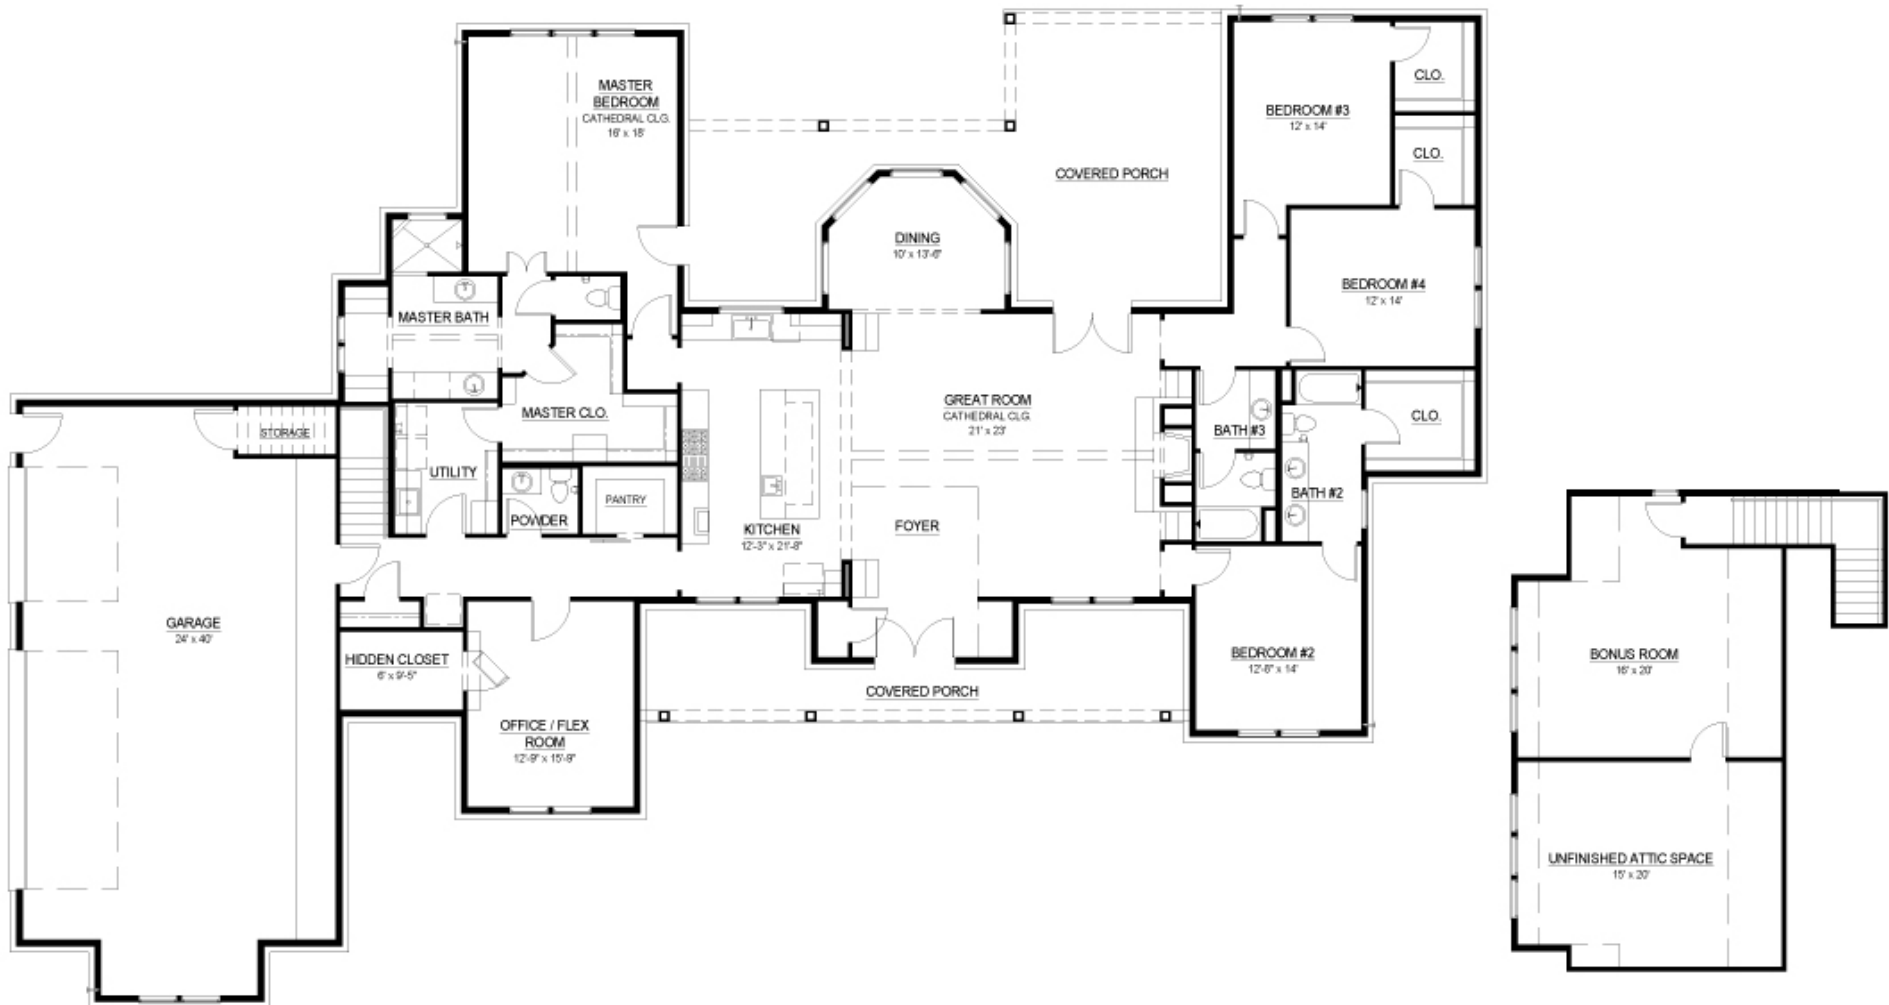 MASTER
BEDROOM
CATHEDRAL CLG.
16' x 18'
BEDROOM #3
12' x 14'
CLO.
CLO.
COVERED PORCH
DINING
10' x 13'-6"
BEDROOM #4
12' x 14'
MASTER BATH
MASTER CLO.
GREAT ROOM
CATHEDRAL CLG.
21' x 23'
CLO.
BATH #3
STORAGE
UTILITY
PANTRY
BATH #2
POWDER
KITCHEN
12'-3" x 21'-8"
FOYER
GARAGE
24' x 40'
HIDDEN CLOSET
6' x 9'-5"
BEDROOM #2
12'-8" x 14'
COVERED PORCH
OFFICE / FLEX
ROOM
12'-9" x 15'-9"
BONUS ROOM
16' x 20'
UNFINISHED ATTIC SPACE
15' x 20'